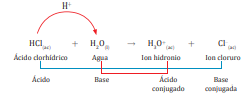 H⁺
HCl(ac) + H₂O(l) → H₃O⁺(ac) + Cl⁻(ac)
Ácido clorhídrico Agua Ion hidronio Ion cloruro
Ácido Base Ácido conjugado Base conjugada